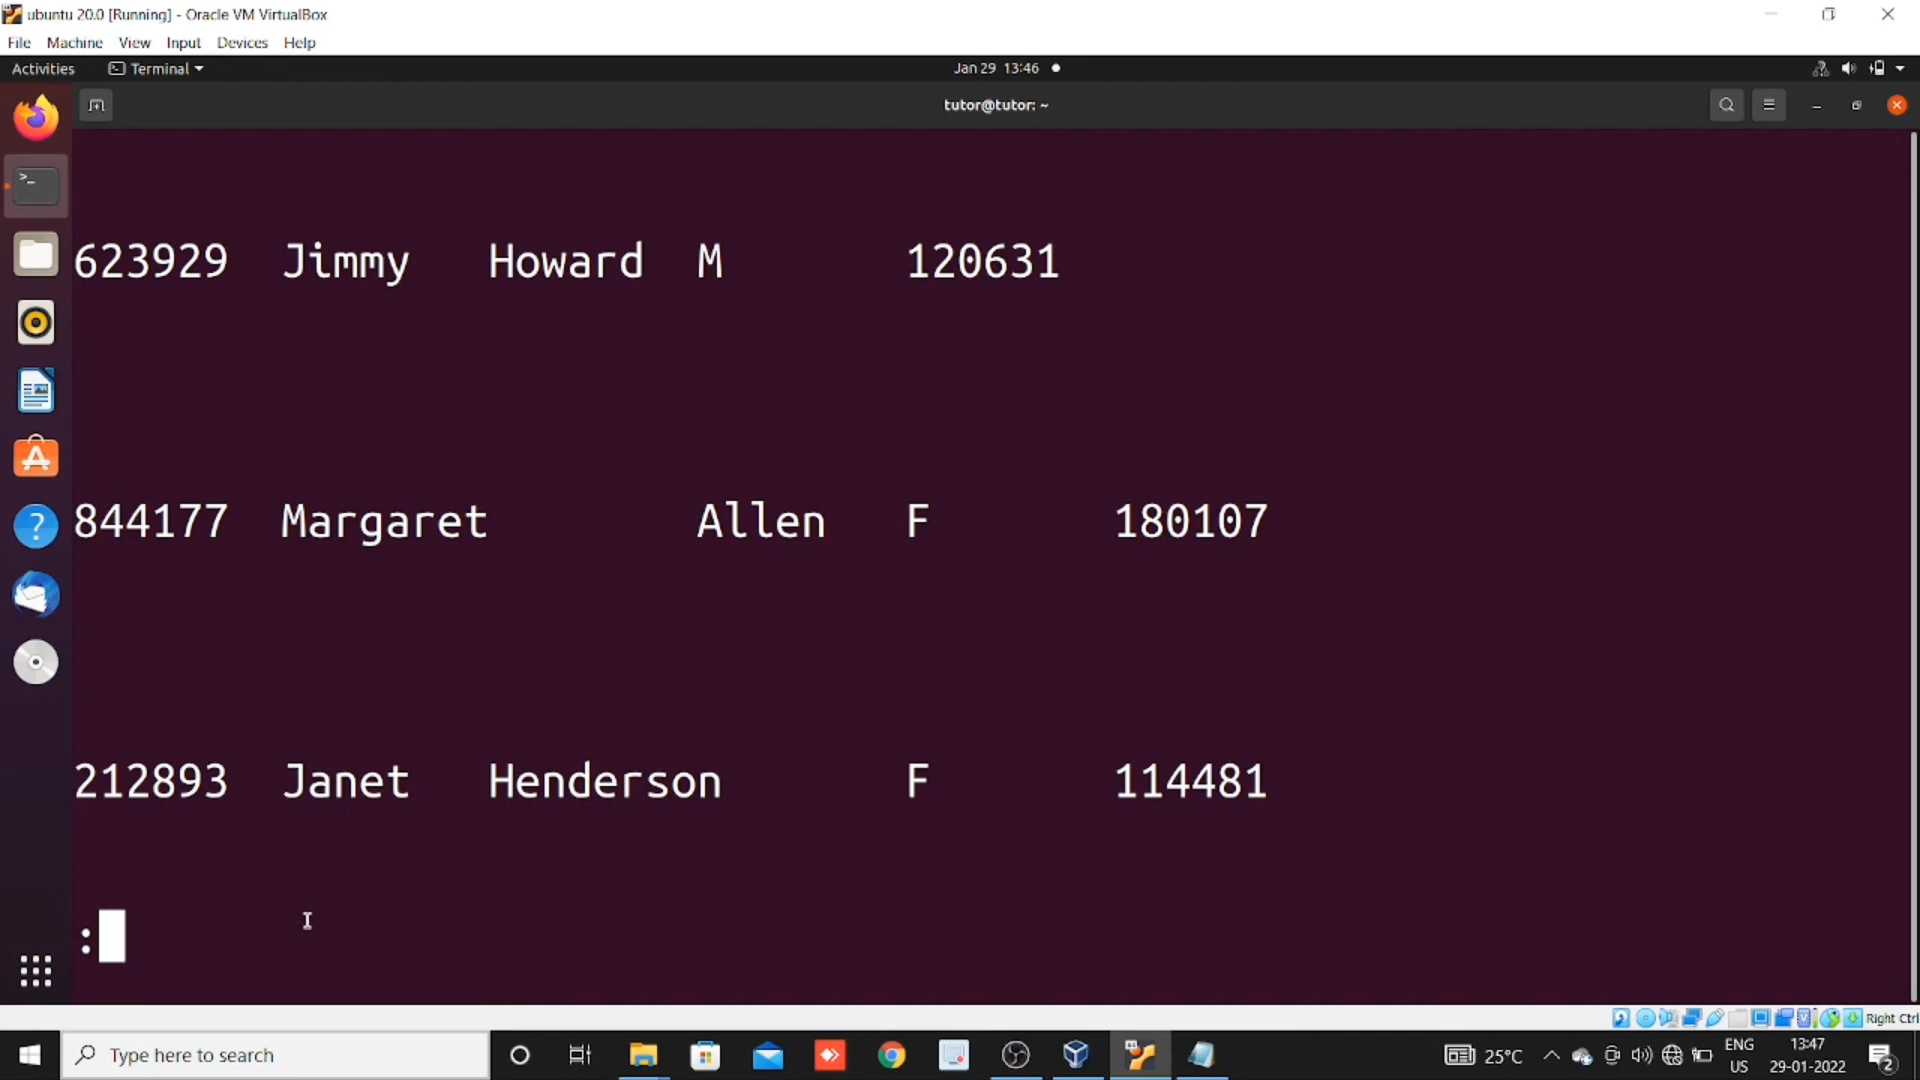 ubuntu 20.0 [Running] - Oracle VM VirtualBox
File Machine View Input Devices Help
Activities Terminal Jan 29 13:46
tutor@tutor: ~
623929 Jimmy Howard M 120631
844177 Margaret Allen F 180107
212893 Janet Henderson F 114481
:
Right Ctrl
Type here to search
25°C
ENG
US
13:47
29-01-2022
2